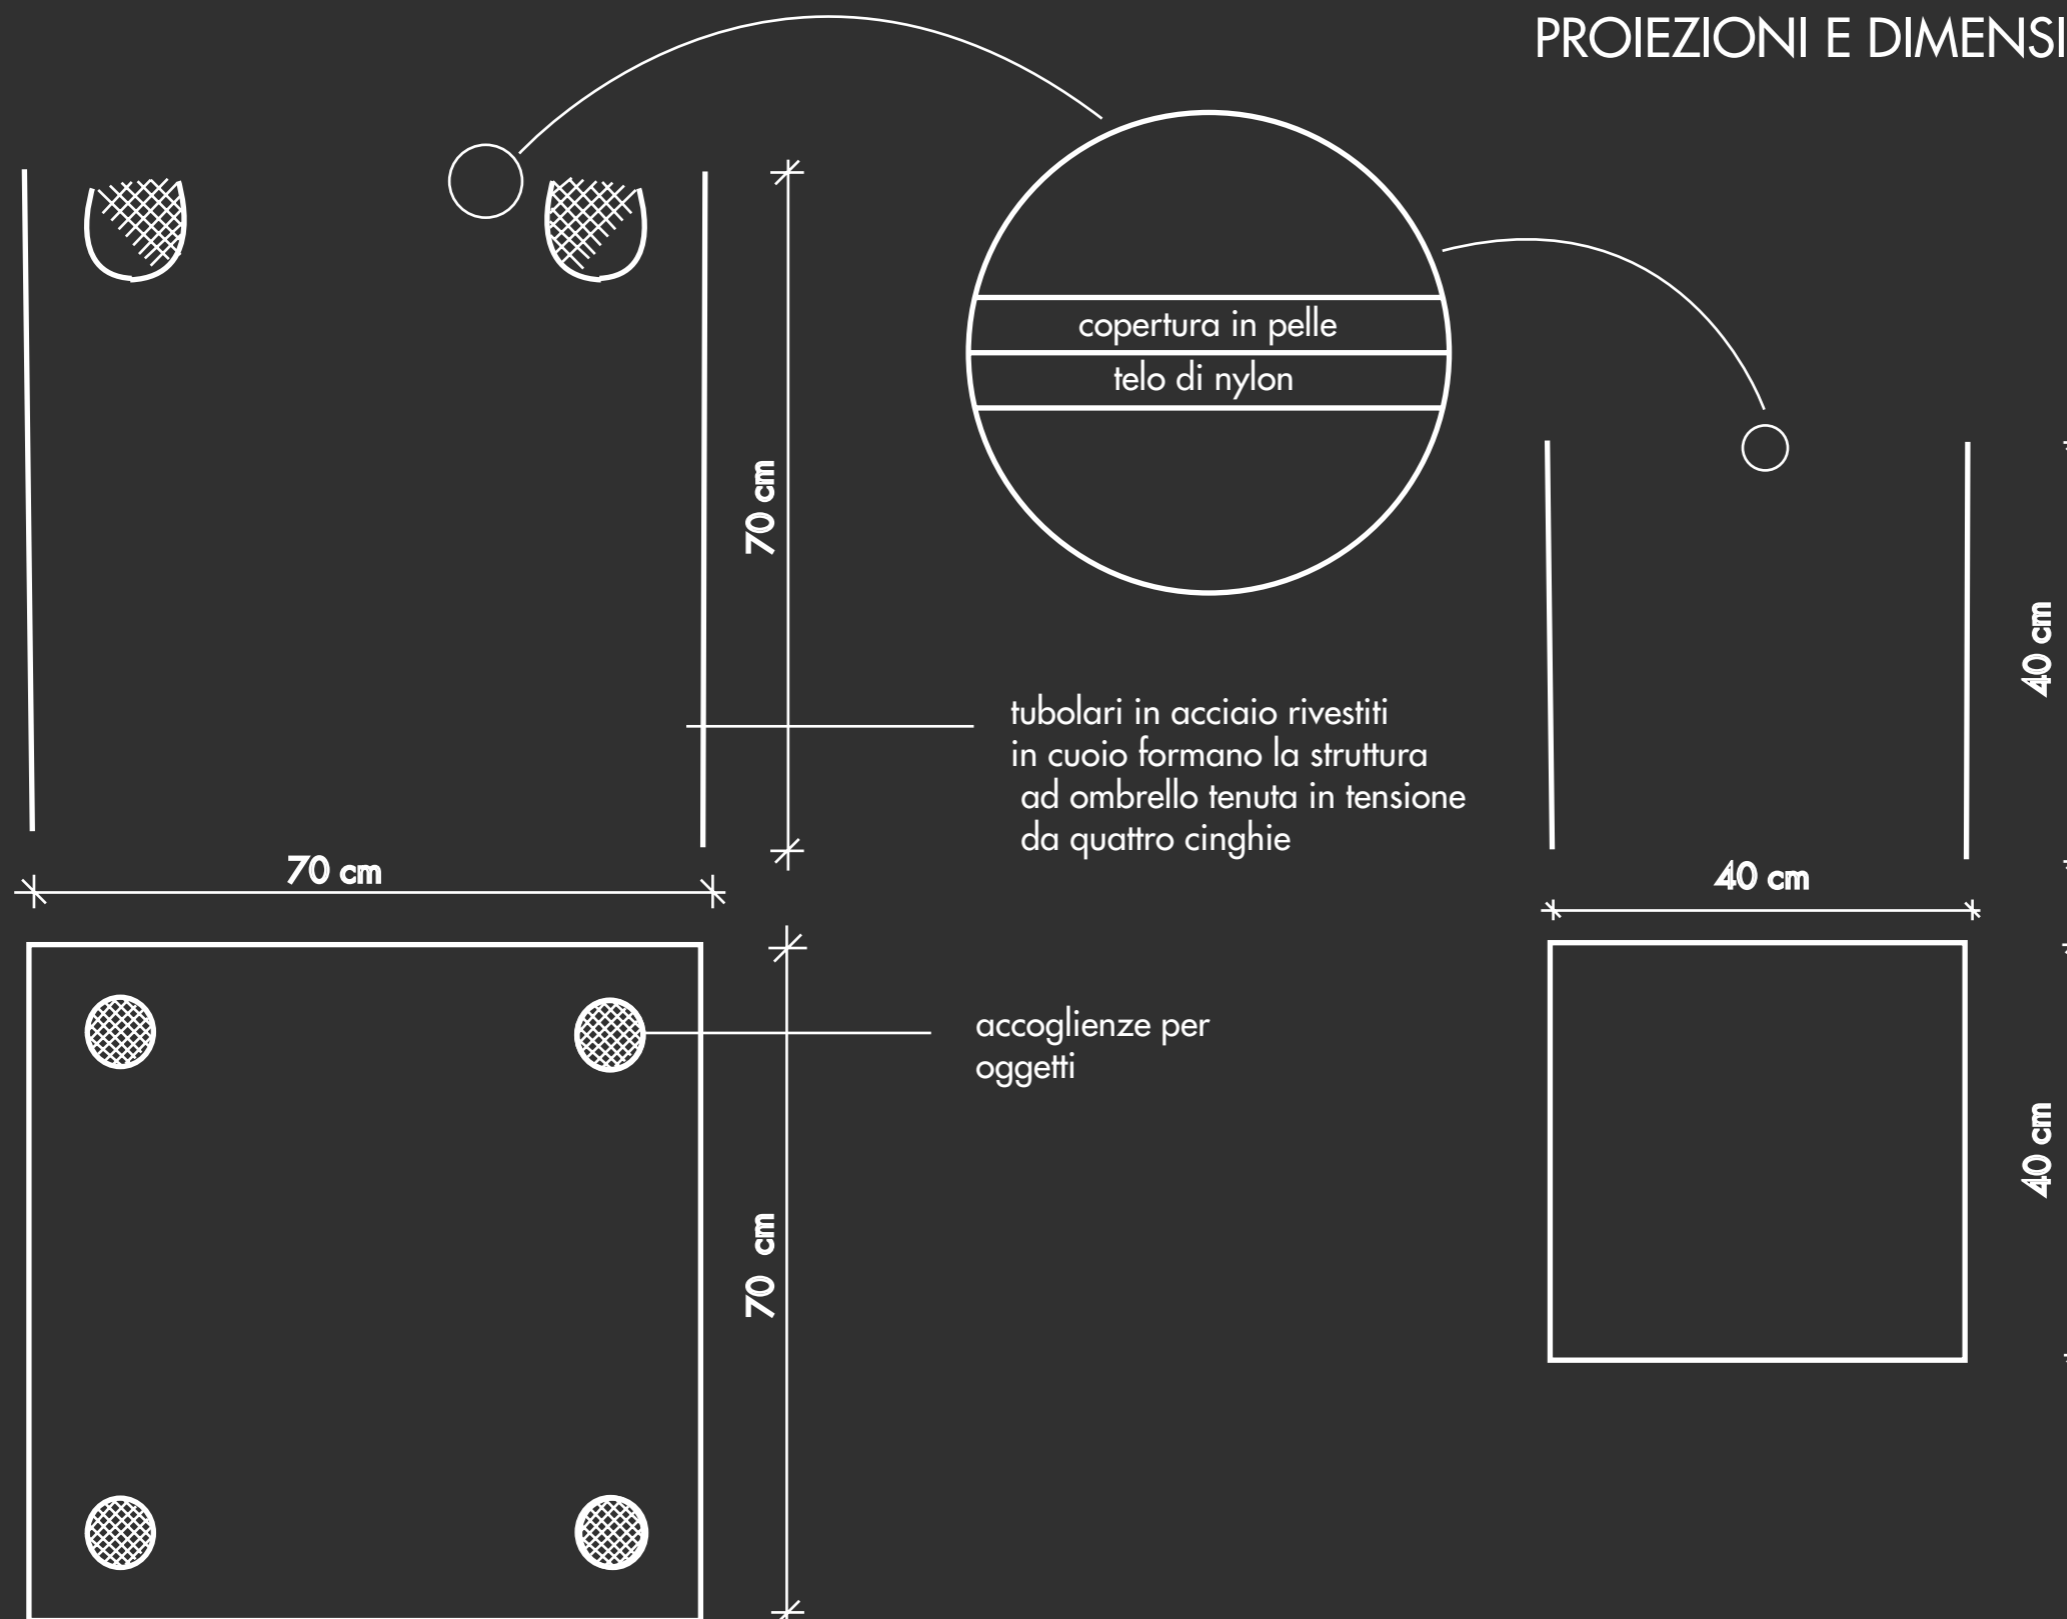 PROIEZIONI E DIMENSI
copertura in pelle
telo di nylon
70 cm
40 cm
tubolari in acciaio rivestiti
in cuoio formano la struttura
ad ombrello tenuta in tensione
da quattro cinghie
70 cm
40 cm
accoglienze per
oggetti
70 cm
40 cm